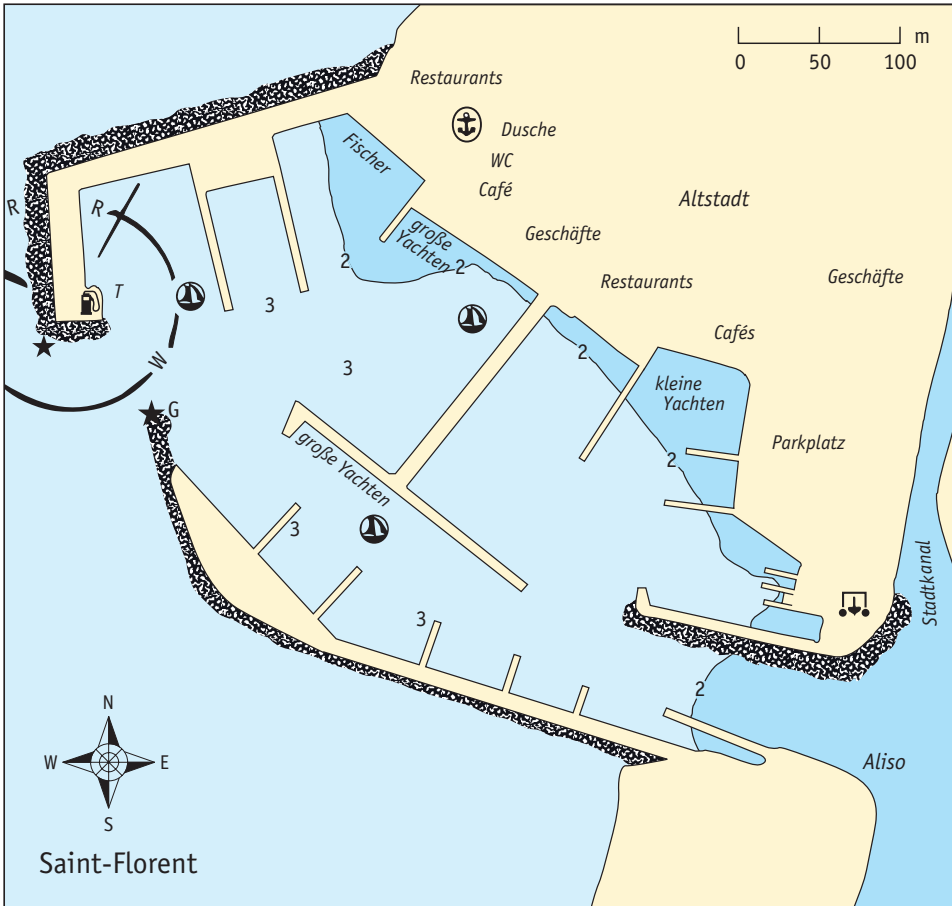 m
0 50 100
Restaurants
Dusche
WC
Café
Fischer
Altstadt
R
R
große
Yachten
Geschäfte
2
2
Restaurants
Geschäfte
T
3
Cafés
2
W
3
kleine
Yachten
G
große Yachten
Parkplatz
2
3
Stadtkanal
3
2
N
W
E
S
Aliso
Saint-Florent